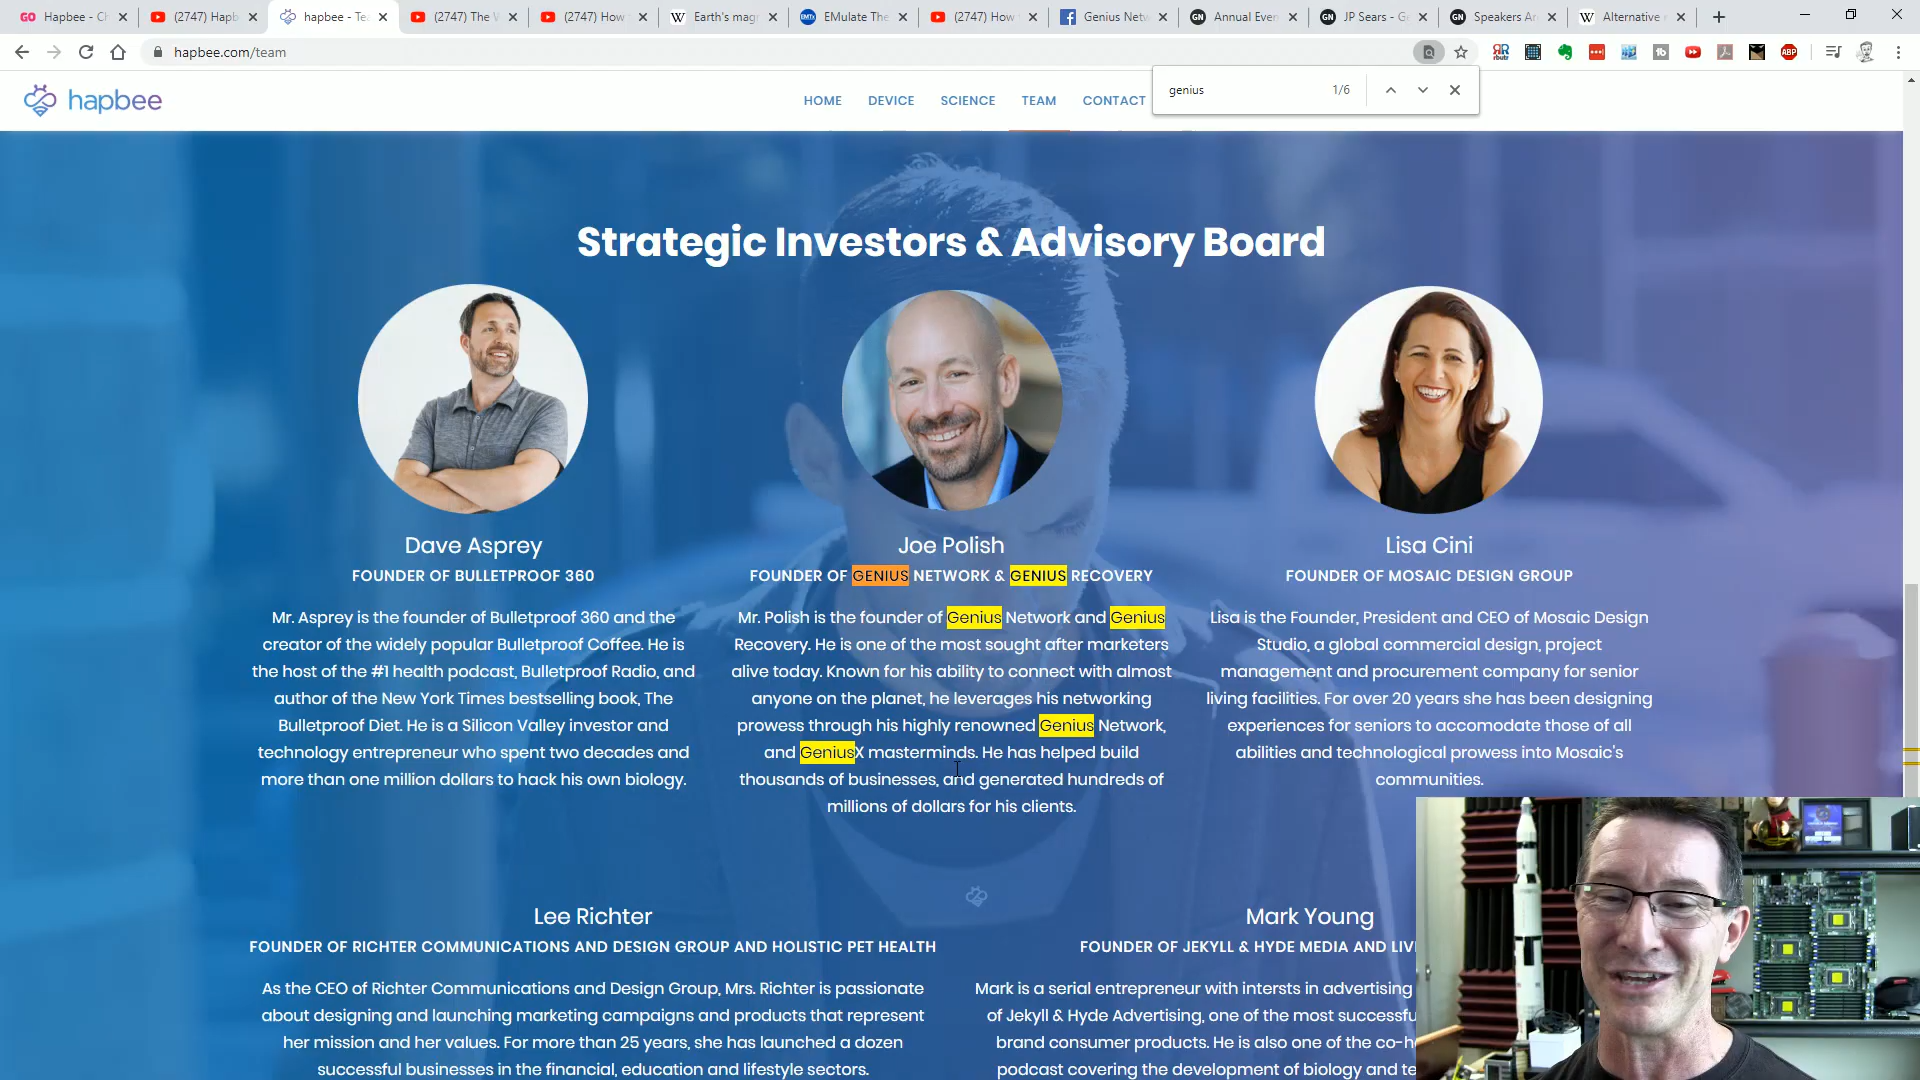 Hapbee - Ch
(2747) Hapb
hapbee - Tea
(2747) The V
(2747) How
Earth's mag
EMulate The
(2747) How
Genius Netw
Annual Even
JP Sears - G
Speakers Ar
Alternative
hapbee.com/team
genius
1/6
hapbee
HOME
DEVICE
SCIENCE
TEAM
CONTACT
Strategic Investors & Advisory Board
Dave Asprey
FOUNDER OF BULLETPROOF 360
Mr. Asprey is the founder of Bulletproof 360 and the
creator of the widely popular Bulletproof Coffee. He is
the host of the #1 health podcast, Bulletproof Radio, and
author of the New York Times bestselling book, The
Bulletproof Diet. He is a Silicon Valley investor and
technology entrepreneur who spent two decades and
more than one million dollars to hack his own biology.
Joe Polish
FOUNDER OF GENIUS NETWORK & GENIUS RECOVERY
Mr. Polish is the founder of Genius Network and Genius
Recovery. He is one of the most sought after marketers
alive today. Known for his ability to connect with almost
anyone on the planet, he leverages his networking
prowess through his highly renowned Genius Network,
and GeniusX masterminds. He has helped build
thousands of businesses, and generated hundreds of
millions of dollars for his clients.
Lisa Cini
FOUNDER OF MOSAIC DESIGN GROUP
Lisa is the Founder, President and CEO of Mosaic Design
Studio, a global commercial design, project
management and procurement company for senior
living facilities. For over 20 years she has been designing
experiences for seniors to accomodate those of all
abilities and technological prowess into Mosaic's
communities.
Lee Richter
FOUNDER OF RICHTER COMMUNICATIONS AND DESIGN GROUP AND HOLISTIC PET HEALTH
As the CEO of Richter Communications and Design Group, Mrs. Richter is passionate
about designing and launching marketing campaigns and products that represent
her mission and her values. For more than 25 years, she has launched a dozen
successful businesses in the financial, education and lifestyle sectors.
Mark Young
FOUNDER OF JEKYLL & HYDE MEDIA AND LIV
Mark is a serial entrepreneur with intersts in advertising
of Jekyll & Hyde Advertising, one of the most successfu
brand consumer products. He is also one of the co-h
podcast covering the development of biology and te